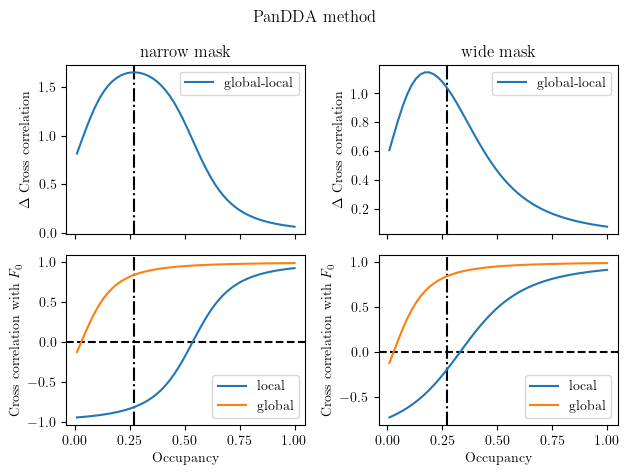 PanDDA method
narrow mask
wide mask
Δ Cross correlation
1.5
1.0
0.5
0.0
global-local
Δ Cross correlation
1.0
0.8
0.6
0.4
0.2
global-local
Cross correlation with F₀
1.0
0.5
0.0
−0.5
−1.0
local
global
0.00 0.25 0.50 0.75 1.00
Occupancy
Cross correlation with F₀
1.0
0.5
0.0
−0.5
local
global
0.00 0.25 0.50 0.75 1.00
Occupancy